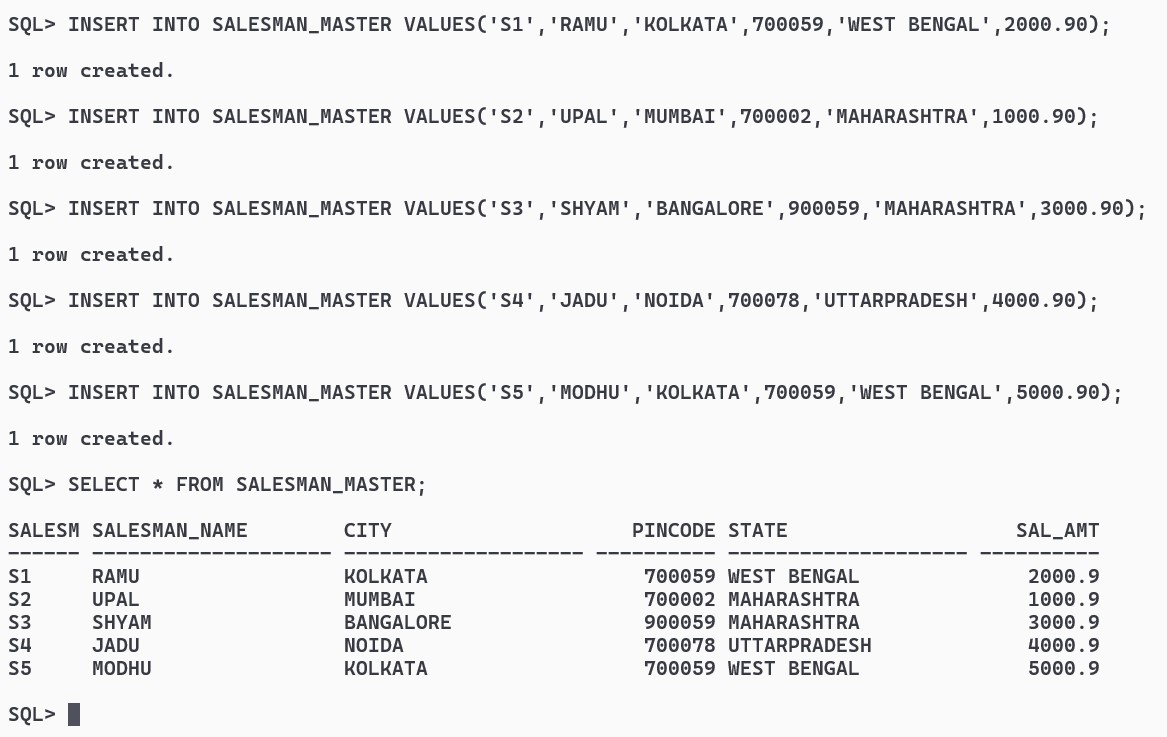 SQL> INSERT INTO SALESMAN_MASTER VALUES('S1','RAMU','KOLKATA',700059,'WEST BENGAL',2000.90);
1 row created.
SQL> INSERT INTO SALESMAN_MASTER VALUES('S2','UPAL','MUMBAI',700002,'MAHARASHTRA',1000.90);
1 row created.
SQL> INSERT INTO SALESMAN_MASTER VALUES('S3','SHYAM','BANGALORE',900059,'MAHARASHTRA',3000.90);
1 row created.
SQL> INSERT INTO SALESMAN_MASTER VALUES('S4','JADU','NOIDA',700078,'UTTARPRADESH',4000.90);
1 row created.
SQL> INSERT INTO SALESMAN_MASTER VALUES('S5','MODHU','KOLKATA',700059,'WEST BENGAL',5000.90);
1 row created.
SQL> SELECT * FROM SALESMAN_MASTER;
SALESM SALESMAN_NAME        CITY                    PINCODE STATE                   SAL_AMT
------ -------------------- -------------------- ---------- -------------------- ----------
S1     RAMU                 KOLKATA                  700059 WEST BENGAL              2000.9
S2     UPAL                 MUMBAI                   700002 MAHARASHTRA              1000.9
S3     SHYAM                BANGALORE                900059 MAHARASHTRA              3000.9
S4     JADU                 NOIDA                    700078 UTTARPRADESH             4000.9
S5     MODHU                KOLKATA                  700059 WEST BENGAL              5000.9
SQL>